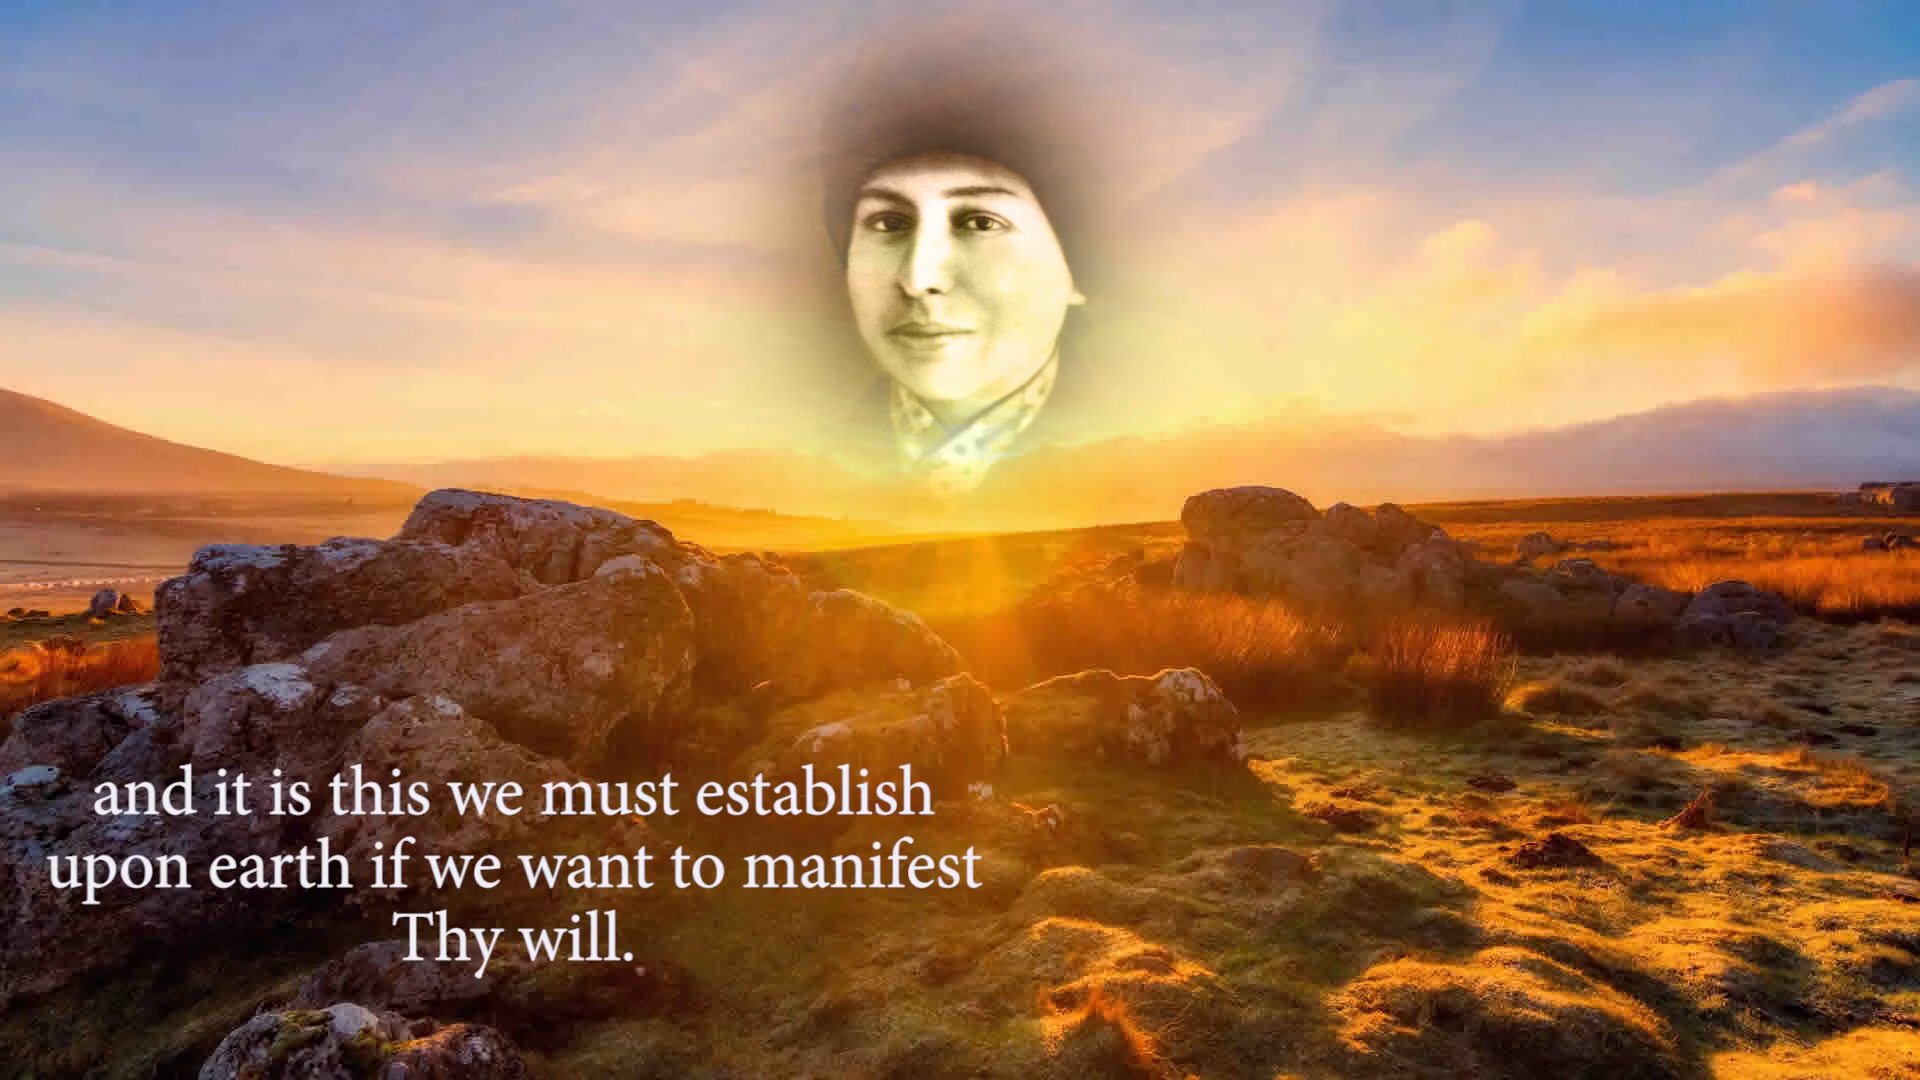 and it is this we must establish
upon earth if we want to manifest
Thy will.